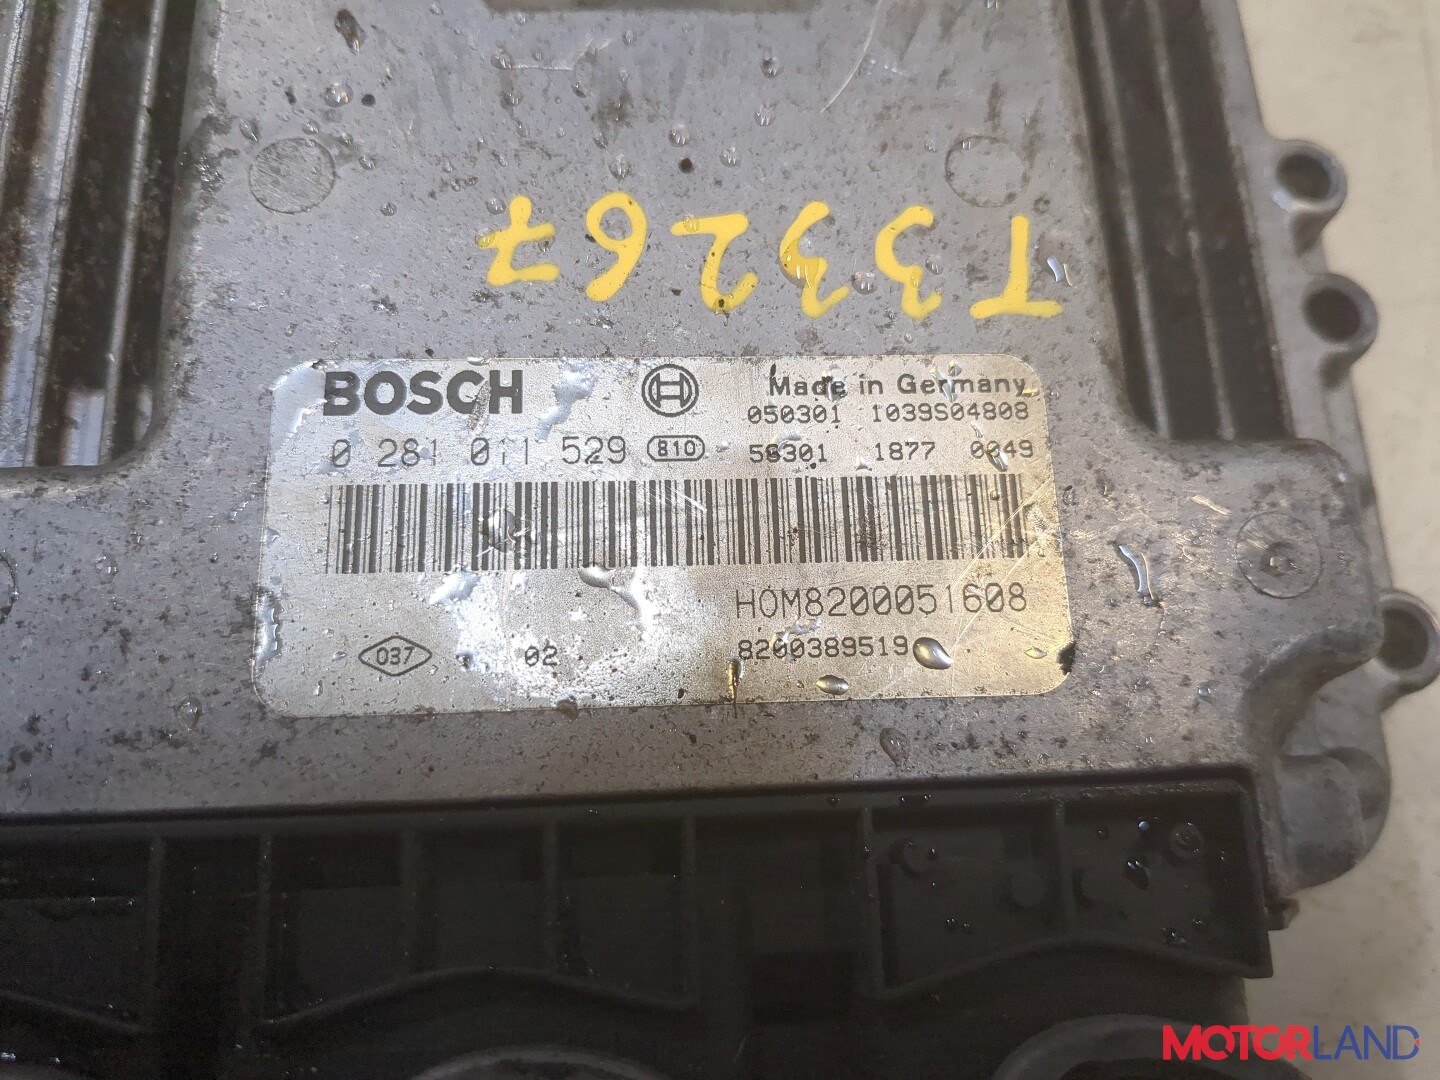 T33267
BOSCH
Made in Germany
050301 1039S04808
0 281 011 529 810 58301 1877 0049
HOM8200051608
037 02 8200389519
MOTORLAND